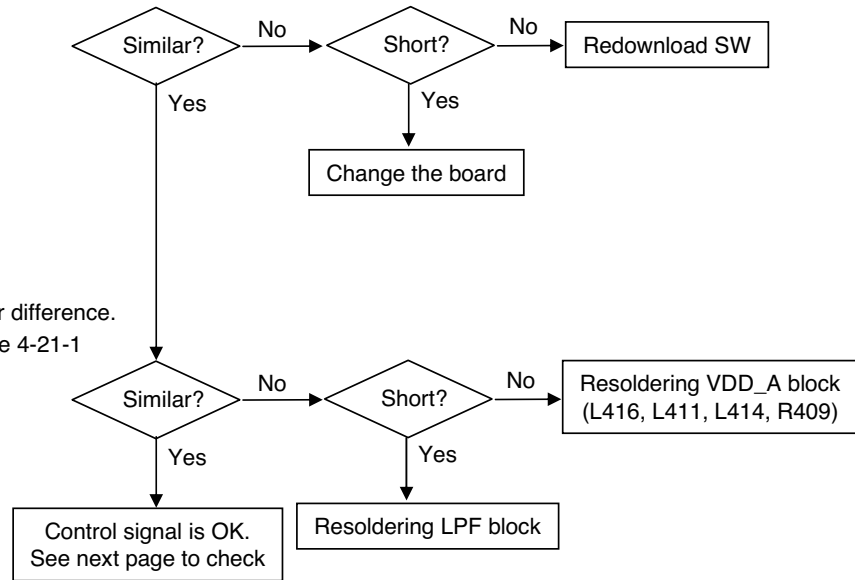 Similar?
No
Short?
No
Redownload SW
Yes
Yes
Change the board
r difference.
e 4-21-1
Similar?
No
Short?
No
Resoldering VDD_A block
(L416, L411, L414, R409)
Yes
Yes
Control signal is OK.
See next page to check
Resoldering LPF block